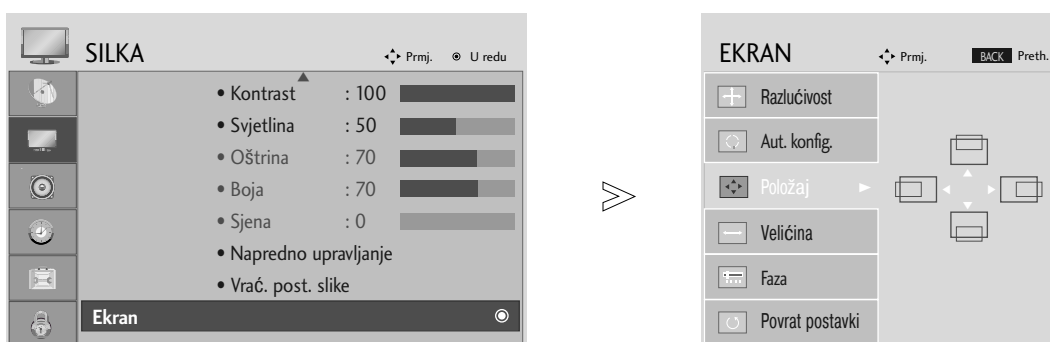 SILKA Prmj. U redu
• Kontrast : 100
• Svjetlina : 50
• Oštrina : 70
• Boja : 70
• Sjena : 0
• Napredno upravljanje
• Vrać. post. slike
Ekran
EKRAN Prmj. BACK Preth.
Razlućivost
Aut. konfig.
Položaj
Velićina
Faza
Povrat postavki